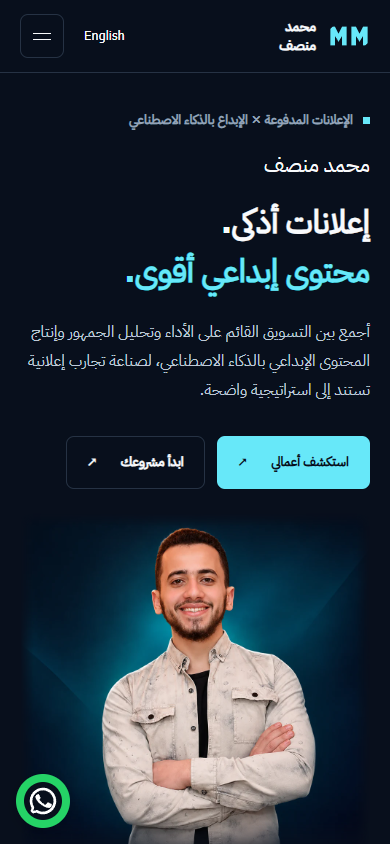 MM
محمد
منصف
English
الإعلانات المدفوعة × الإبداع بالذكاء الاصطناعي
محمد منصف
إعلانات أذكى.
محتوى إبداعي أقوى.
أجمع بين التسويق القائم على الأداء وتحليل الجمهور وإنتاج
المحتوى الإبداعي بالذكاء الاصطناعي، لصناعة تجارب إعلانية
تستند إلى استراتيجية واضحة.
استكشف أعمالي ↗
ابدأ مشروعك ↗